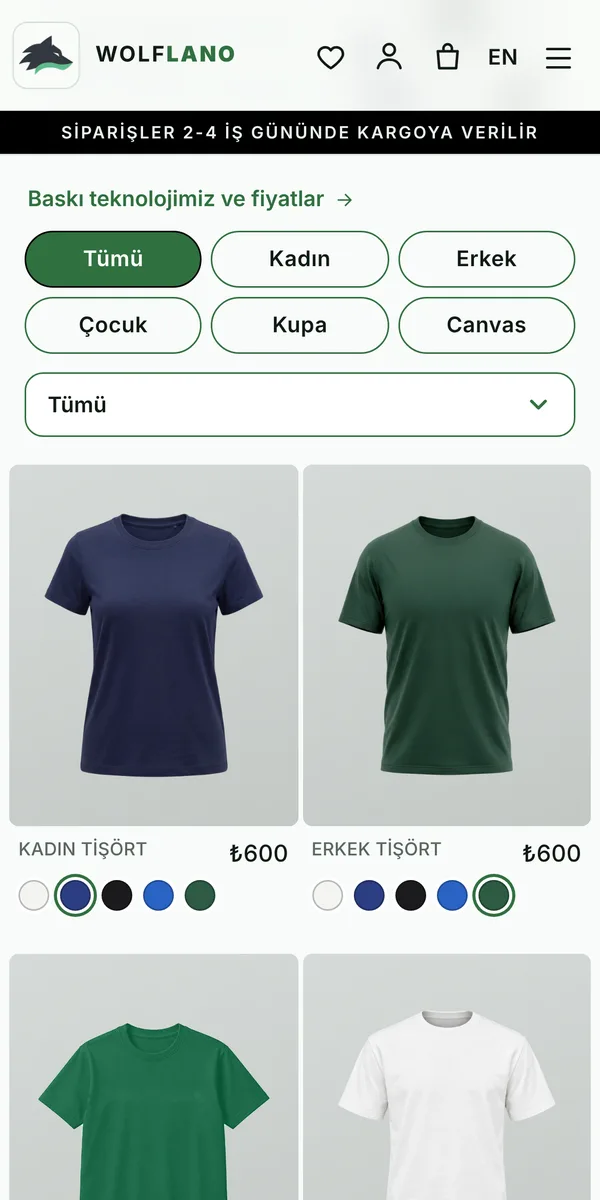 WOLFLANO
EN
SİPARİŞLER 2-4 İŞ GÜNÜNDE KARGOYA VERİLİR
Baskı teknolojimiz ve fiyatlar →
Tümü Kadın Erkek
Çocuk Kupa Canvas
Tümü
KADIN TİŞÖRT ₺600
ERKEK TİŞÖRT ₺600